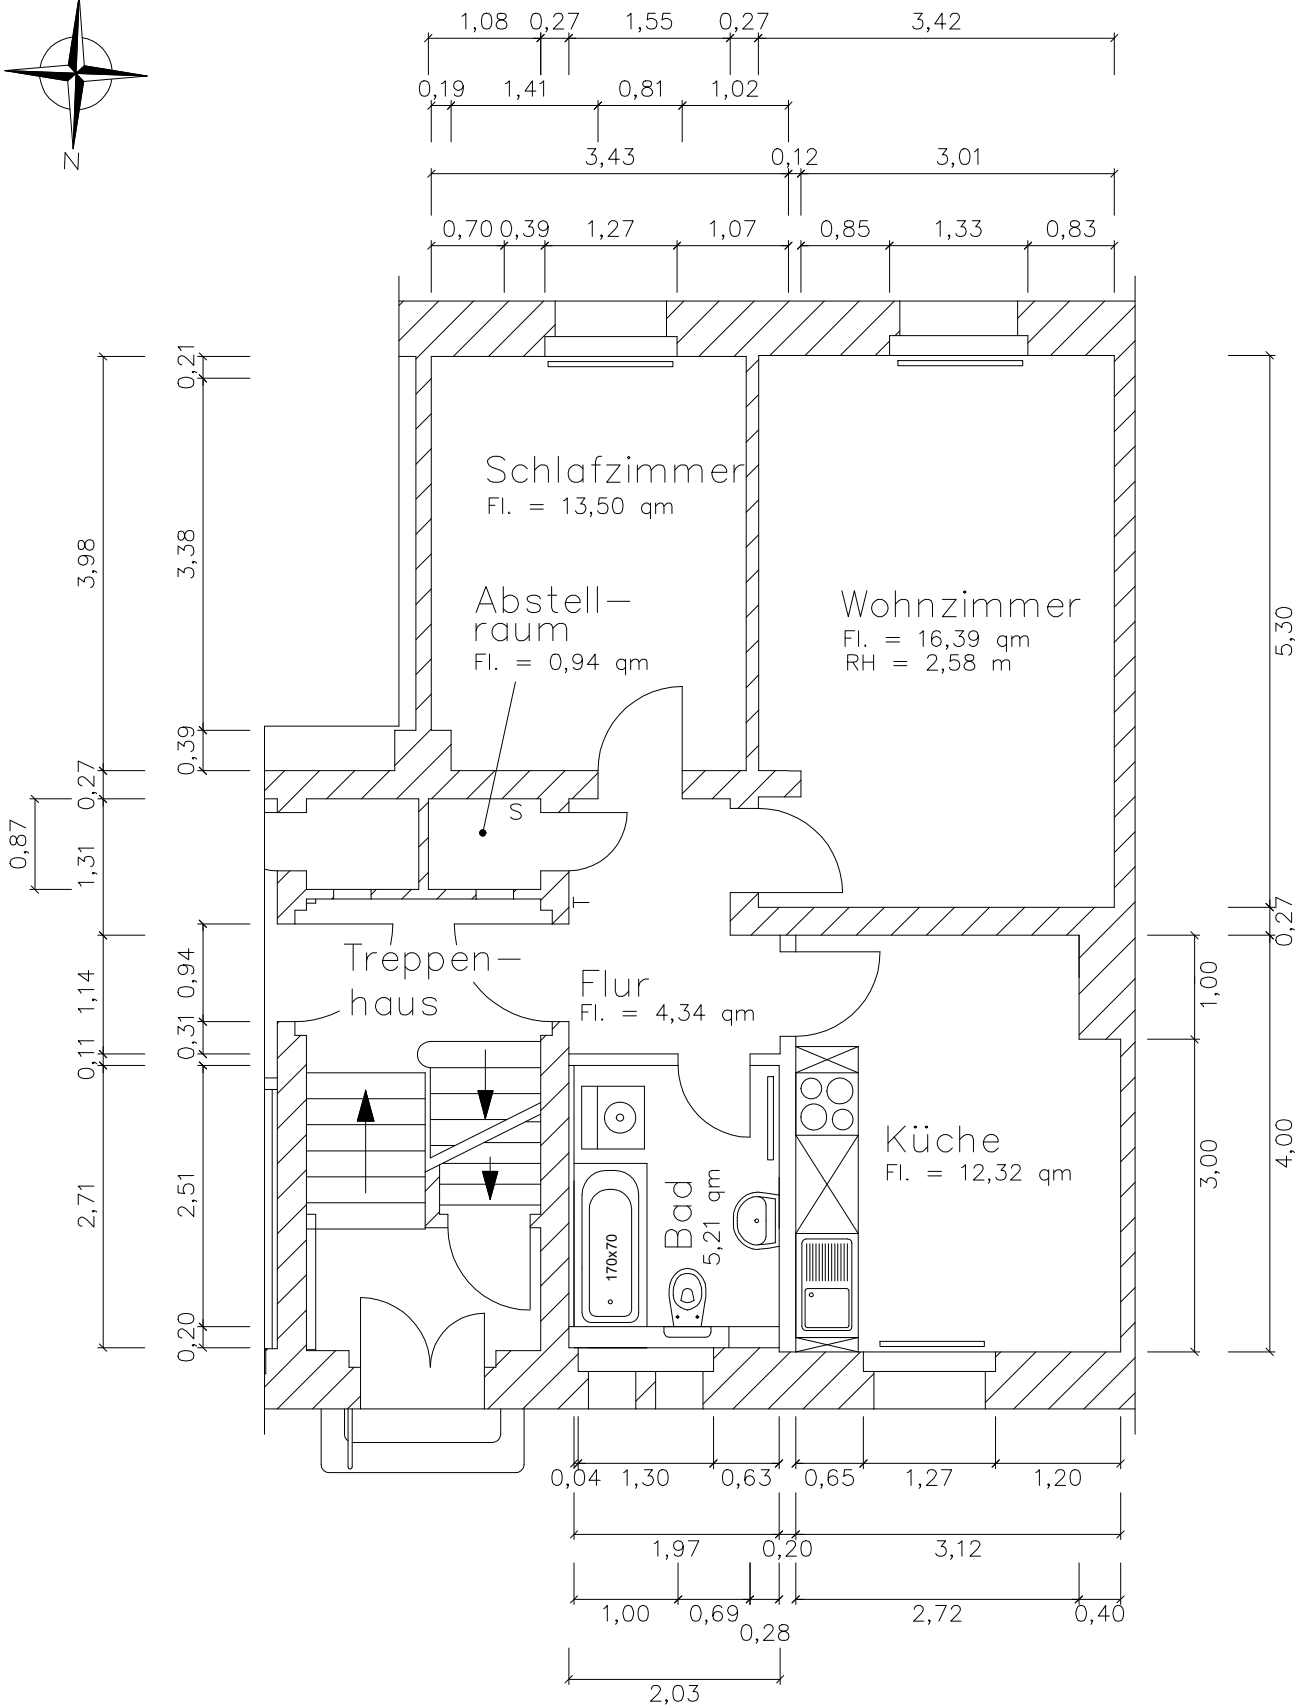 1,08 0,27 1,55 0,27 3,42
0,19 1,41 0,81 1,02
N
3,43 0,12 3,01
0,70 0,39 1,27 1,07 0,85 1,33 0,83
0,21
3,38
3,98
0,39
0,27
0,87
1,31
0,94
1,14
0,31
0,11
2,51
2,71
0,20
Schlafzimmer
Fl. = 13,50 qm
Abstell-
raum
Fl. = 0,94 qm
Wohnzimmer
Fl. = 16,39 qm
RH = 2,58 m
S
T
Treppen-
haus
Flur
Fl. = 4,34 qm
Küche
Fl. = 12,32 qm
Bad
5,21 qm
170x70
5,30
0,27
1,00
4,00
3,00
0,04 1,30 0,63 0,65 1,27 1,20
1,97 0,20 3,12
1,00 0,69 0,28 2,72 0,40
2,03